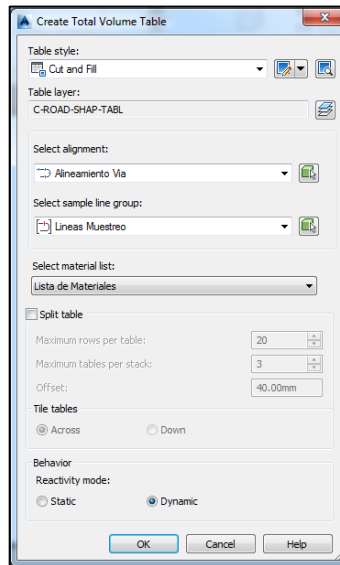 Create Total Volume Table
Table style:
Cut and Fill
Table layer:
C-ROAD-SHAP-TABL
Select alignment:
Alineamiento Via
Select sample line group:
Lineas Muestreo
Select material list:
Lista de Materiales
Split table
Maximum rows per table: 20
Maximum tables per stack: 3
Offset: 40.00mm
Tile tables
Across Down
Behavior
Reactivity mode:
Static Dynamic
OK Cancel Help